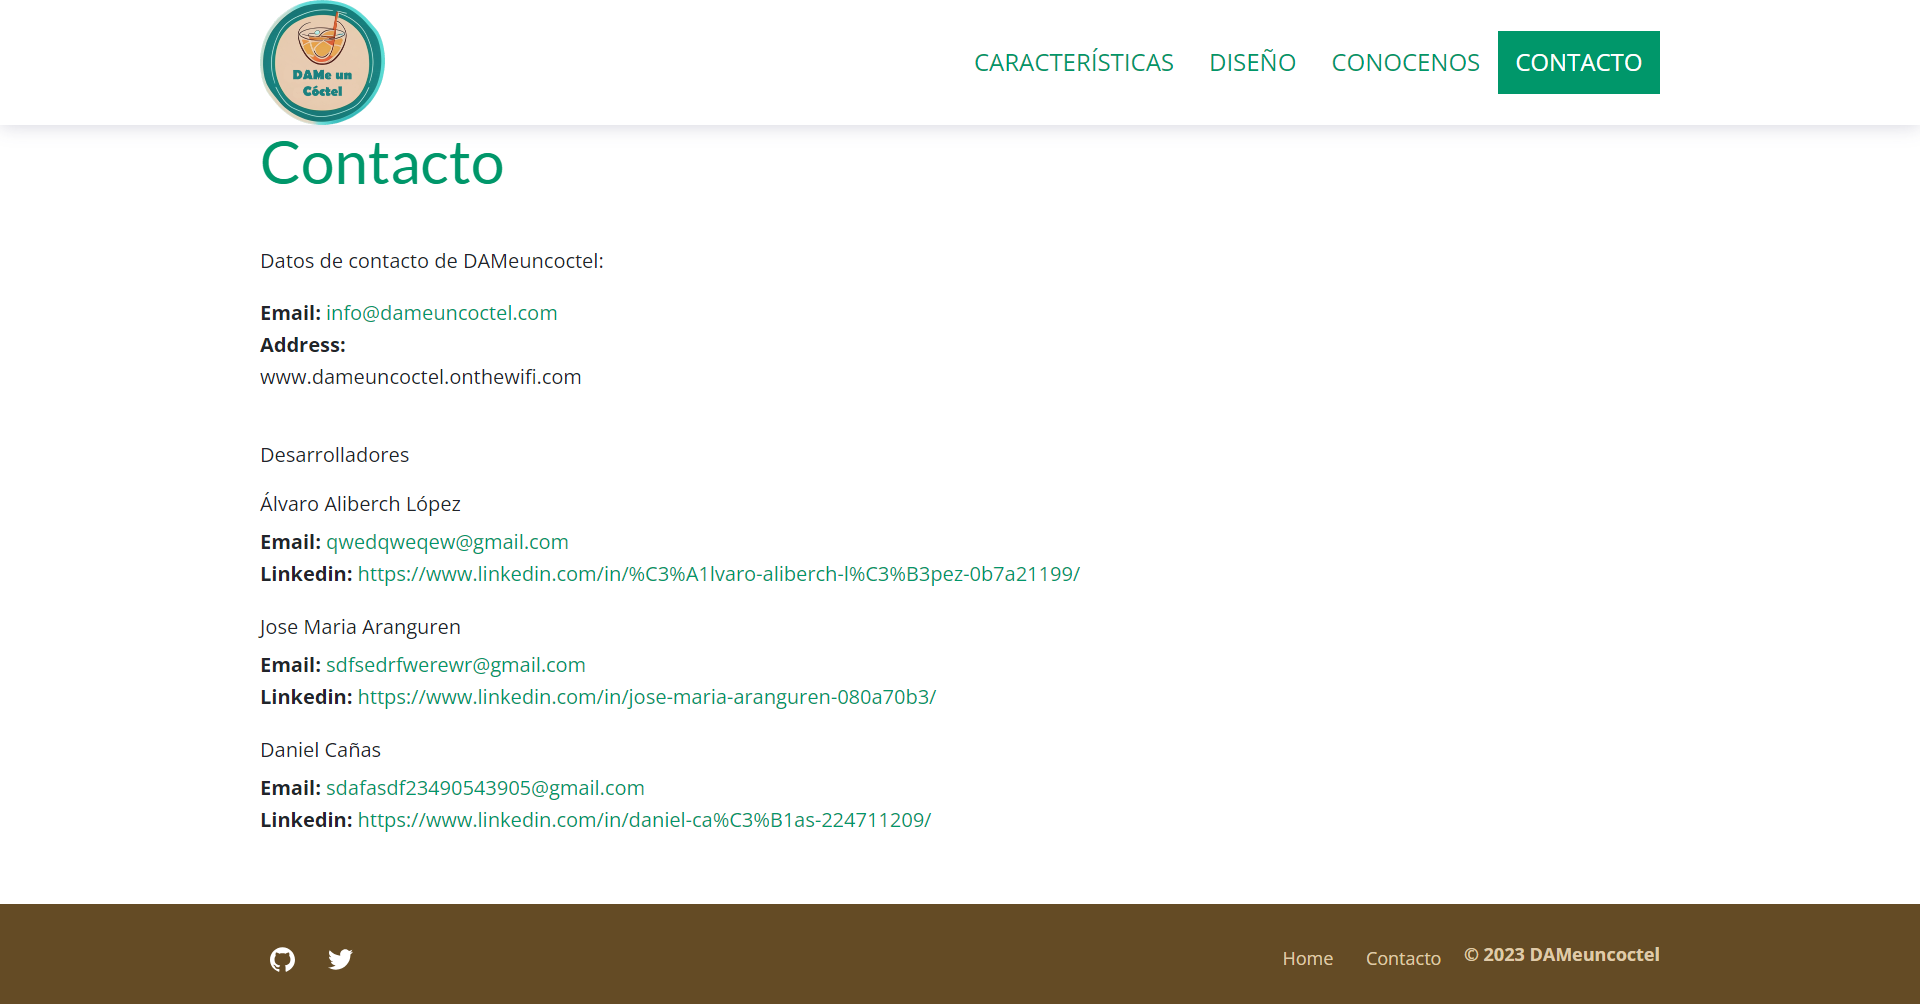 DAMe un
Cóctel
CARACTERÍSTICAS DISEÑO CONOCENOS CONTACTO
Contacto
Datos de contacto de DAMeuncoctel:
Email: info@dameuncoctel.com
Address:
www.dameuncoctel.onthewifi.com
Desarrolladores
Álvaro Aliberch López
Email: qwedqweqew@gmail.com
Linkedin: https://www.linkedin.com/in/%C3%A1lvaro-aliberch-l%C3%B3pez-0b7a21199/
Jose Maria Aranguren
Email: sdfsedrfwerewr@gmail.com
Linkedin: https://www.linkedin.com/in/jose-maria-aranguren-080a70b3/
Daniel Cañas
Email: sdafasdf23490543905@gmail.com
Linkedin: https://www.linkedin.com/in/daniel-ca%C3%B1as-224711209/
Home Contacto © 2023 DAMeuncoctel